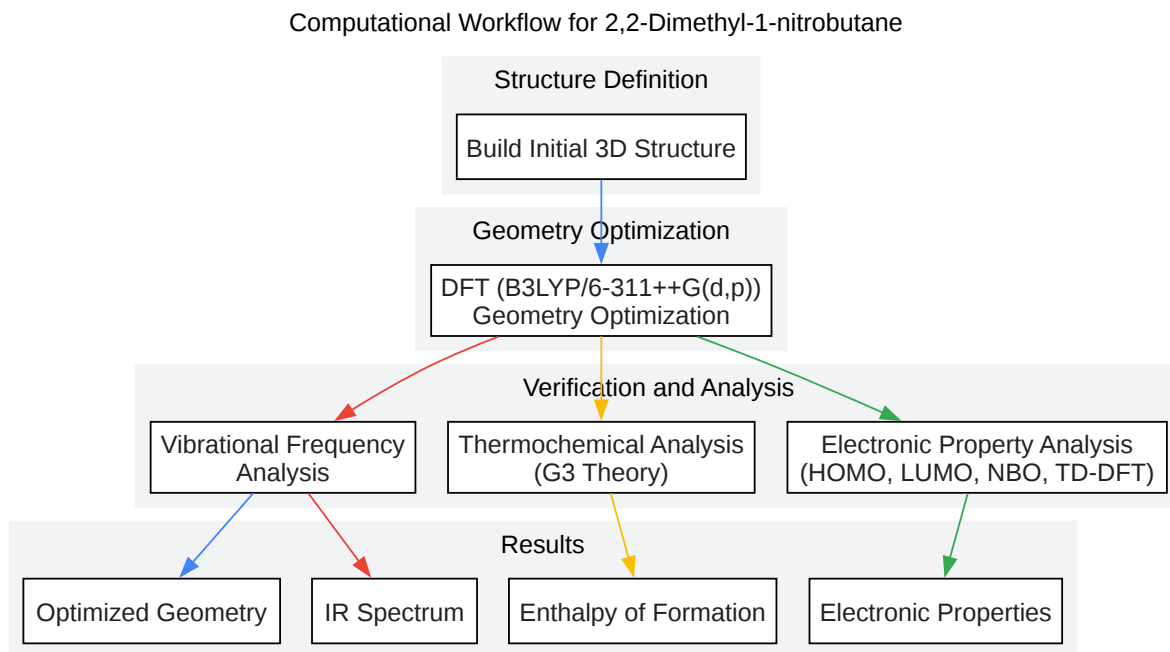 Computational Workflow for 2,2-Dimethyl-1-nitrobutane
Structure Definition
Build Initial 3D Structure
Geometry Optimization
DFT (B3LYP/6-311++G(d,p))
Geometry Optimization
Verification and Analysis
Vibrational Frequency
Analysis
Thermochemical Analysis
(G3 Theory)
Electronic Property Analysis
(HOMO, LUMO, NBO, TD-DFT)
Results
Optimized Geometry
IR Spectrum
Enthalpy of Formation
Electronic Properties